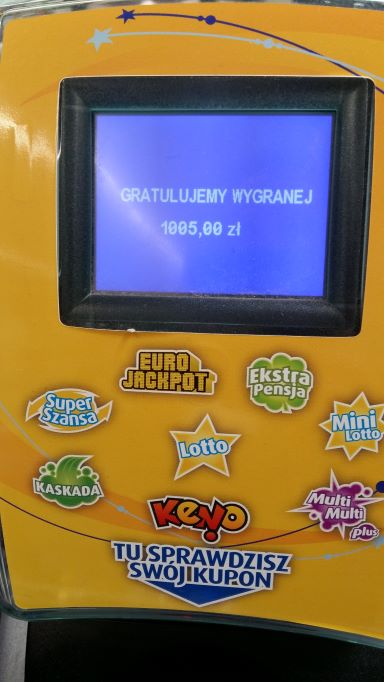 GRATULUJEMY WYGRANEJ
1005,00 zł
EURO
JACKPOT
Ekstra
Pensja
Super
Szansa
Lotto
Mini
Lotto
KASKADA
Keno
Multi
Multi
plus
TU SPRAWDZISZ
SWÓJ KUPON